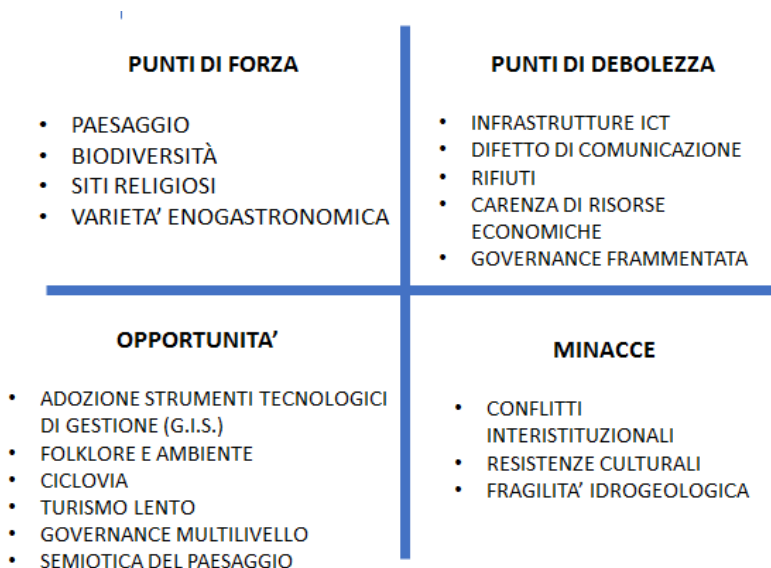 PUNTI DI FORZA
• PAESAGGIO
• BIODIVERSITÀ
• SITI RELIGIOSI
• VARIETA’ ENOGASTRONOMICA
PUNTI DI DEBOLEZZA
• INFRASTRUTTURE ICT
• DIFETTO DI COMUNICAZIONE
• RIFIUTI
• CARENZA DI RISORSE
ECONOMICHE
• GOVERNANCE FRAMMENTATA
OPPORTUNITA’
• ADOZIONE STRUMENTI TECNOLOGICI
DI GESTIONE (G.I.S.)
• FOLKLORE E AMBIENTE
• CICLOVIA
• TURISMO LENTO
• GOVERNANCE MULTILIVELLO
• SEMIOTICA DEL PAESAGGIO
MINACCE
• CONFLITTI
INTERISTITUZIONALI
• RESISTENZE CULTURALI
• FRAGILITA’ IDROGEOLOGICA